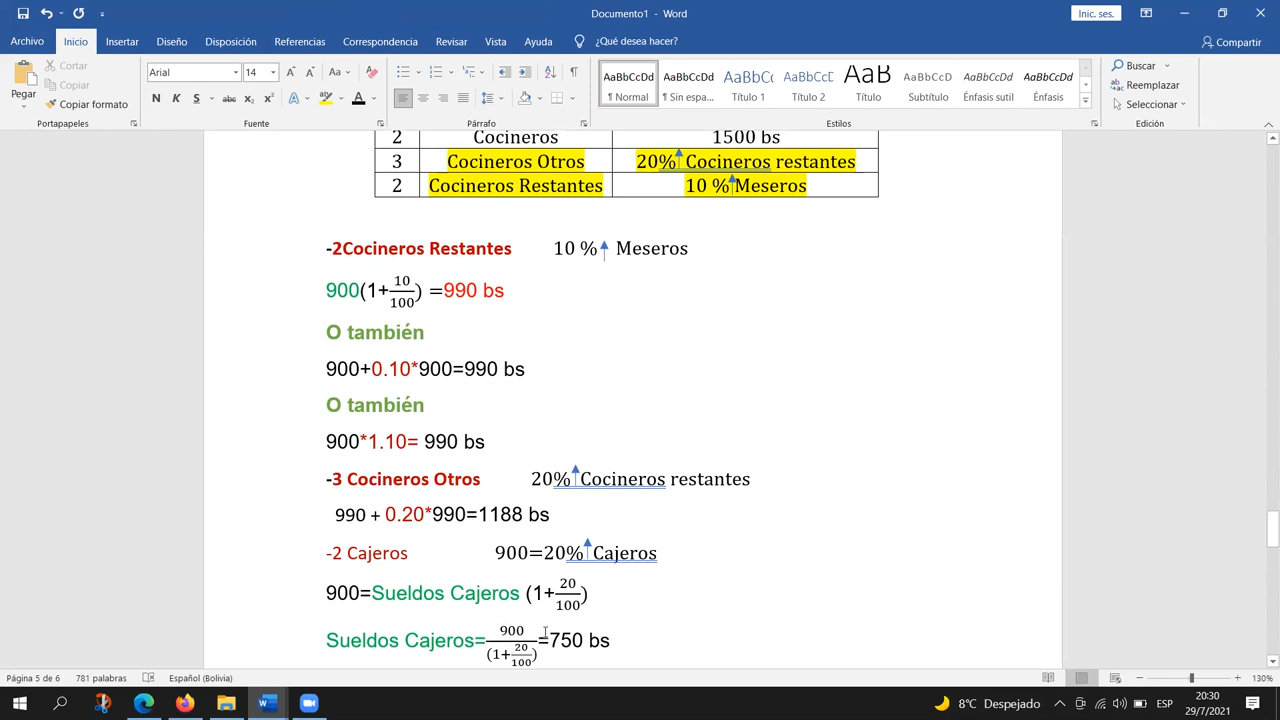 Documento1 - Word
Inic. ses.
Archivo Inicio Insertar Diseño Disposición Referencias Correspondencia Revisar Vista Ayuda ¿Qué desea hacer? Compartir
Pegar
Cortar
Copiar
Copiar formato
Portapapeles
Arial 14 A A Aa A
N K S abc x₂ x² A A
Fuente
Párrafo
AaBbCcDd AaBbCcDd AaBbCc AaBbCcD AaB AaBbCcD AaBbCcDd AaBbCcDd
¶ Normal ¶ Sin espa... Título 1 Título 2 Título Subtítulo Énfasis sutil Énfasis
Estilos
Buscar
Reemplazar
Seleccionar
Edición
2 Cocineros 1500 bs
3 Cocineros Otros 20% Cocineros restantes
2 Cocineros Restantes 10 % Meseros
-2Cocineros Restantes 10 % Meseros
900(1+10/100) =990 bs
O también
900+0.10*900=990 bs
O también
900*1.10= 990 bs
-3 Cocineros Otros 20% Cocineros restantes
990 + 0.20*990=1188 bs
-2 Cajeros 900=20% Cajeros
900=Sueldos Cajeros (1+20/100)
Sueldos Cajeros=900/(1+20/100)=750 bs
Página 5 de 6 781 palabras Español (Bolivia) 130%
8°C Despejado ESP 20:30
29/7/2021